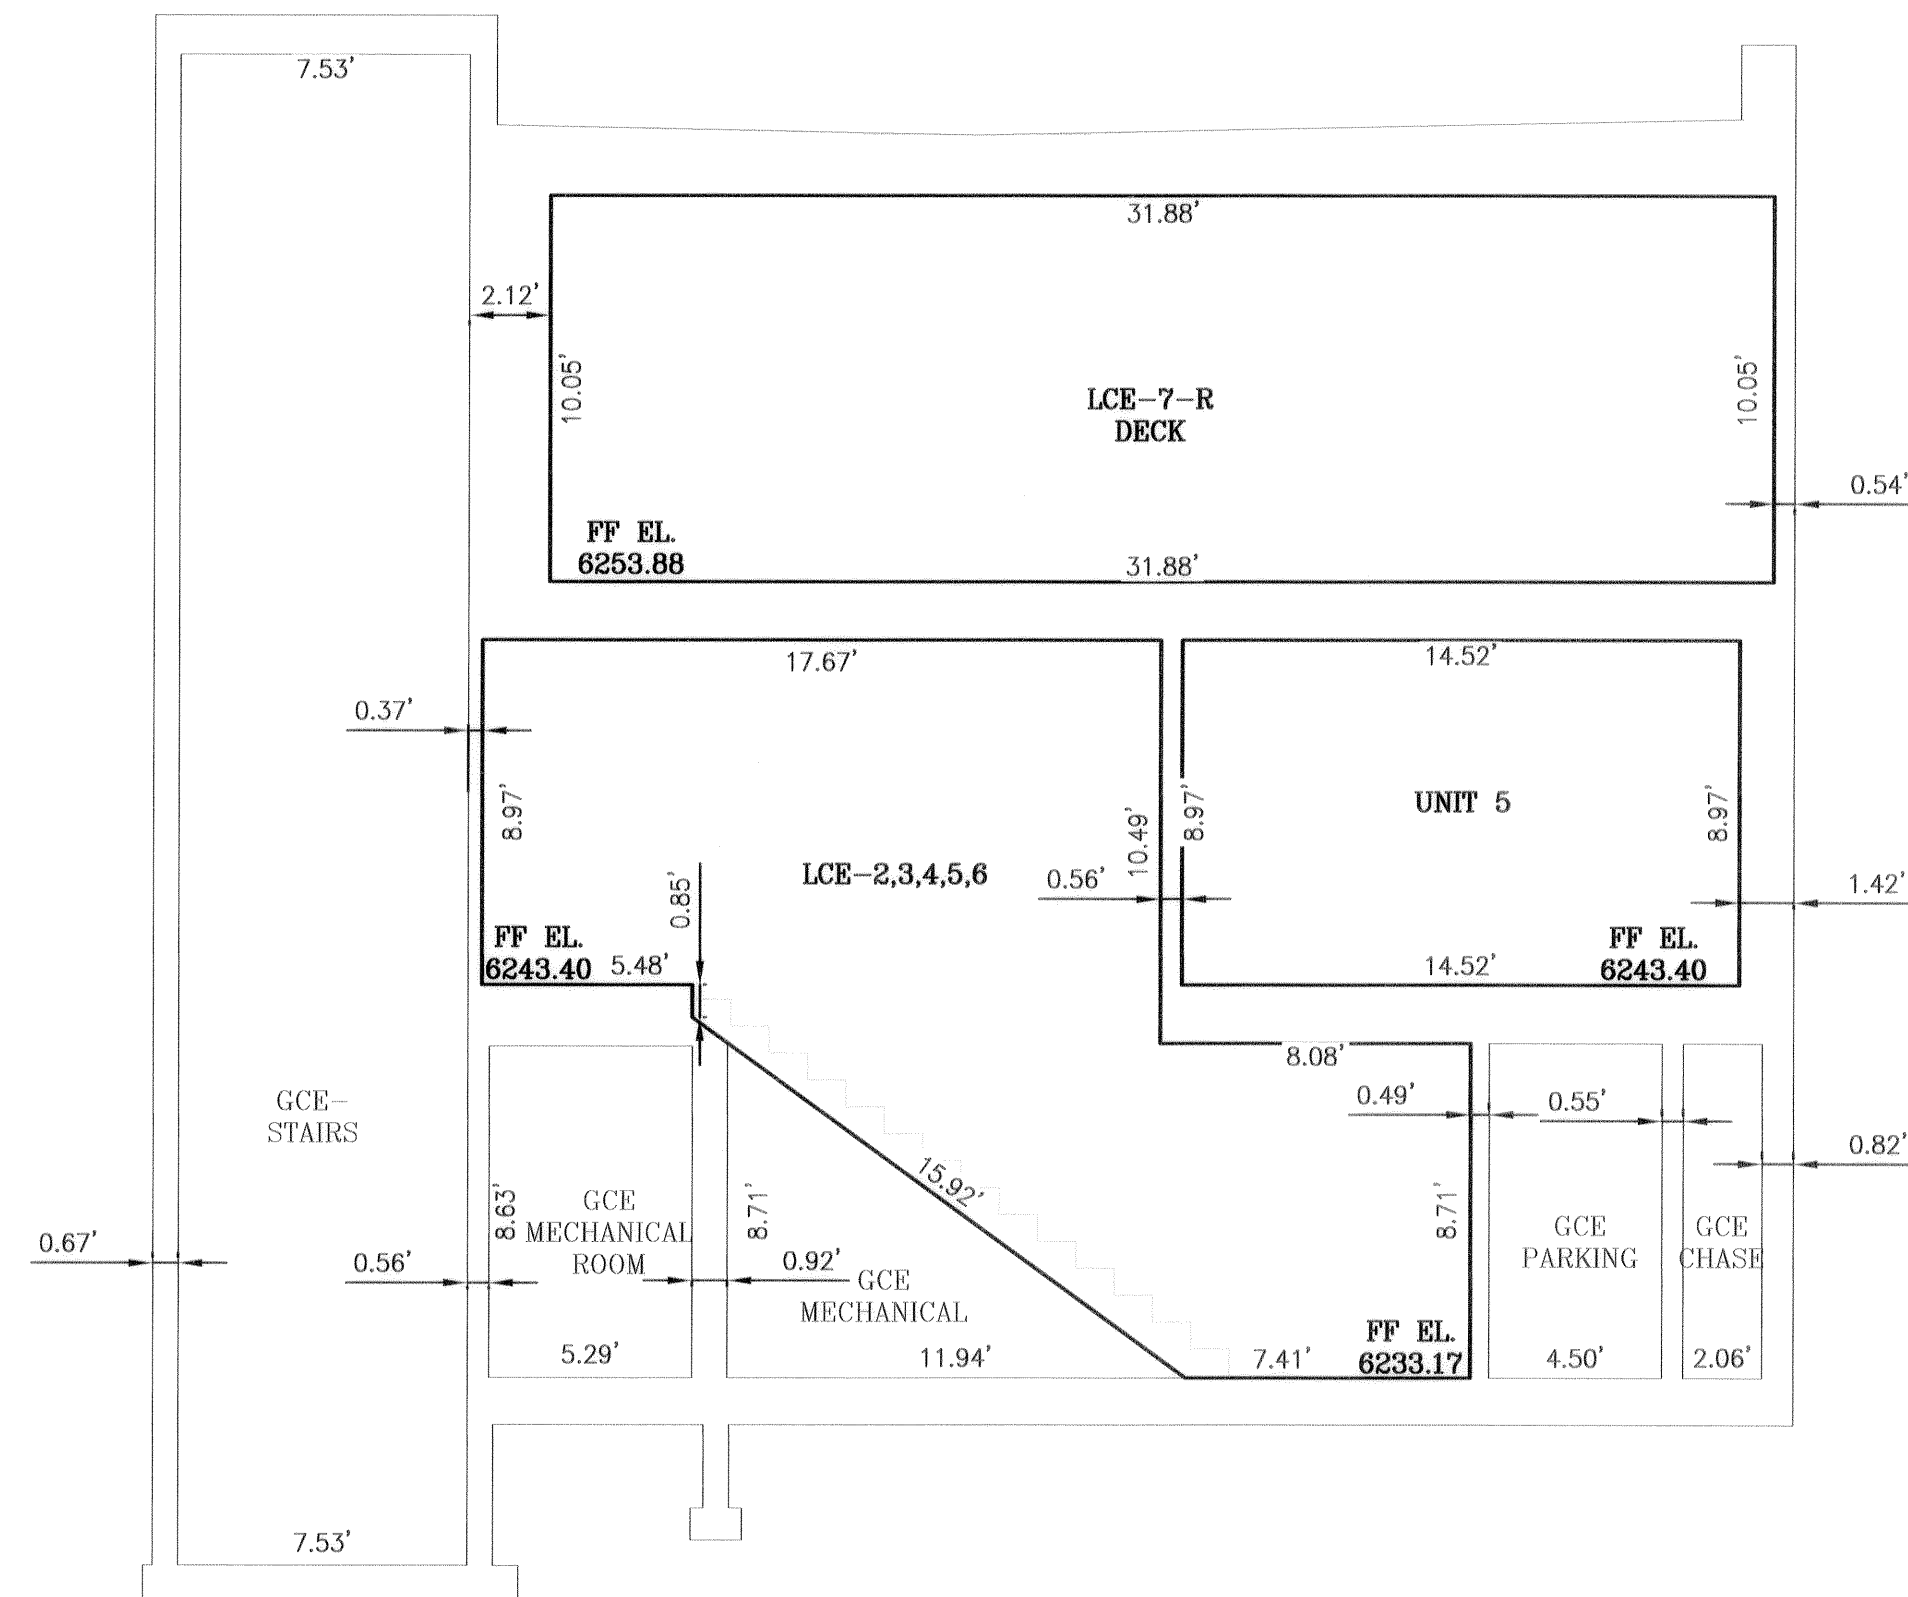 7.53'
31.88'
2.12'
10.05'
10.05'
LCE-7-R
DECK
0.54'
FF EL.
6253.88
31.88'
17.67'
14.52'
0.37'
8.97'
10.49'
8.97'
UNIT 5
8.97'
0.85'
LCE-2,3,4,5,6
0.56'
1.42'
FF EL.
6243.40
5.48'
14.52'
FF EL.
6243.40
8.08'
0.49'
0.55'
GCE-
STAIRS
0.82'
15.92'
8.63'
GCE
MECHANICAL
ROOM
8.71'
8.71'
GCE
PARKING
GCE
CHASE
0.67'
0.56'
0.92'
GCE
MECHANICAL
5.29'
11.94'
7.41'
FF EL.
6233.17
4.50'
2.06'
7.53'